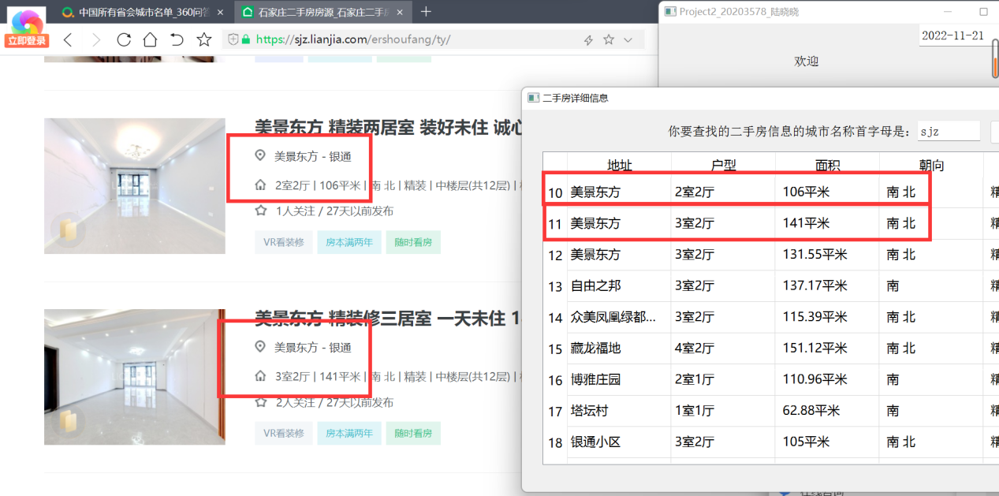 中国所有省会城市名单_360问答
石家庄二手房房源_石家庄二手房
立即登录
https://sjz.lianjia.com/ershoufang/ty/
Project2_20203578_陆晓晓
2022-11-21
欢迎
美景东方 精装两居室 装好未住 诚心
美景东方 - 银通
2室2厅 | 106平米 | 南 北 | 精装 | 中楼层(共12层) |
1人关注 / 27天以前发布
VR看装修 房本满两年 随时看房
美景东方 精装修三居室 一天未住 1
美景东方 - 银通
3室2厅 | 141平米 | 南 北 | 精装 | 中楼层(共12层) |
2人关注 / 27天以前发布
VR看装修 房本满两年 随时看房
二手房详细信息
你要查找的二手房信息的城市名称首字母是: sjz
地址 户型 面积 朝向
10 美景东方 2室2厅 106平米 南 北 精
11 美景东方 3室2厅 141平米 南 北 精
12 美景东方 3室2厅 131.55平米 南 北 精
13 自由之邦 3室2厅 137.17平米 南 精
14 众美凤凰绿都... 3室2厅 115.39平米 南 北 精
15 藏龙福地 4室2厅 151.12平米 南 北 精
16 博雅庄园 2室1厅 110.96平米 南 精
17 塔坛村 1室1厅 62.88平米 南 精
18 银通小区 3室2厅 105平米 南 北 精